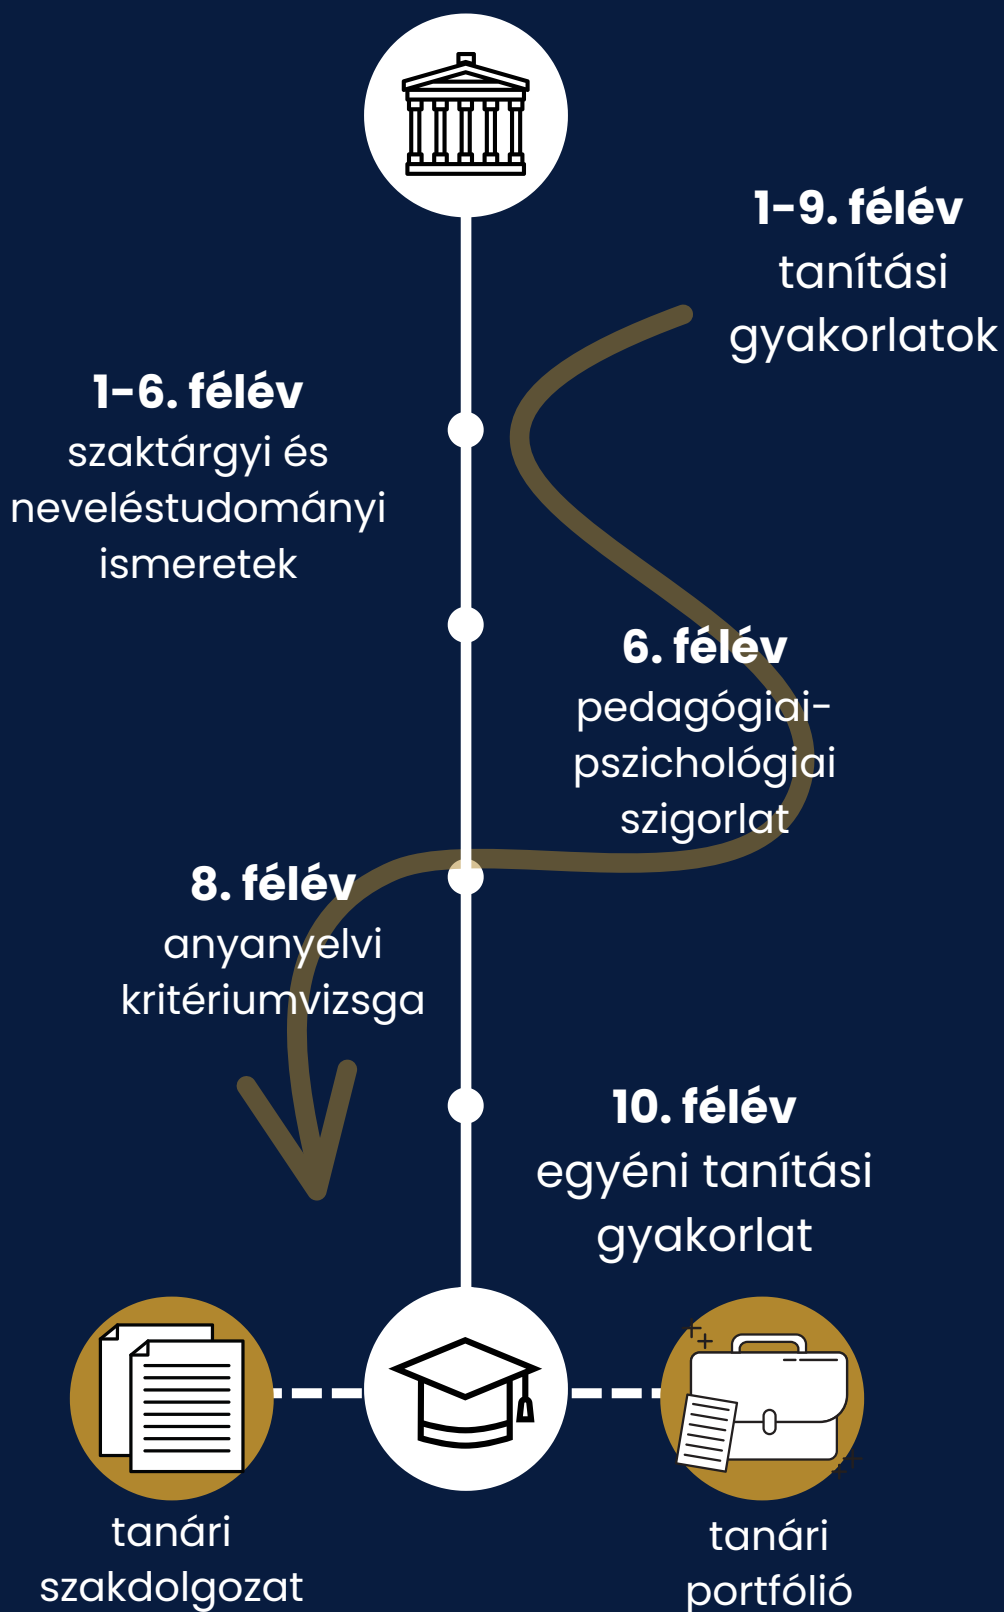 1-9. félév
tanítási
gyakorlatok
1-6. félév
szaktárgyi és
neveléstudományi
ismeretek
6. félév
pedagógiai-
pszichológiai
szigorlat
8. félév
anyanyelvi
kritériumvizsga
10. félév
egyéni tanítási
gyakorlat
tanári
szakdolgozat
tanári
portfólió